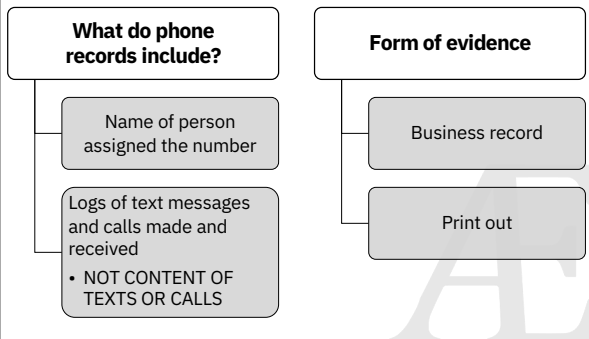 What do phone
records include?
Name of person
assigned the number
Logs of text messages
and calls made and
received
• NOT CONTENT OF
TEXTS OR CALLS
Form of evidence
Business record
Print out
Æ